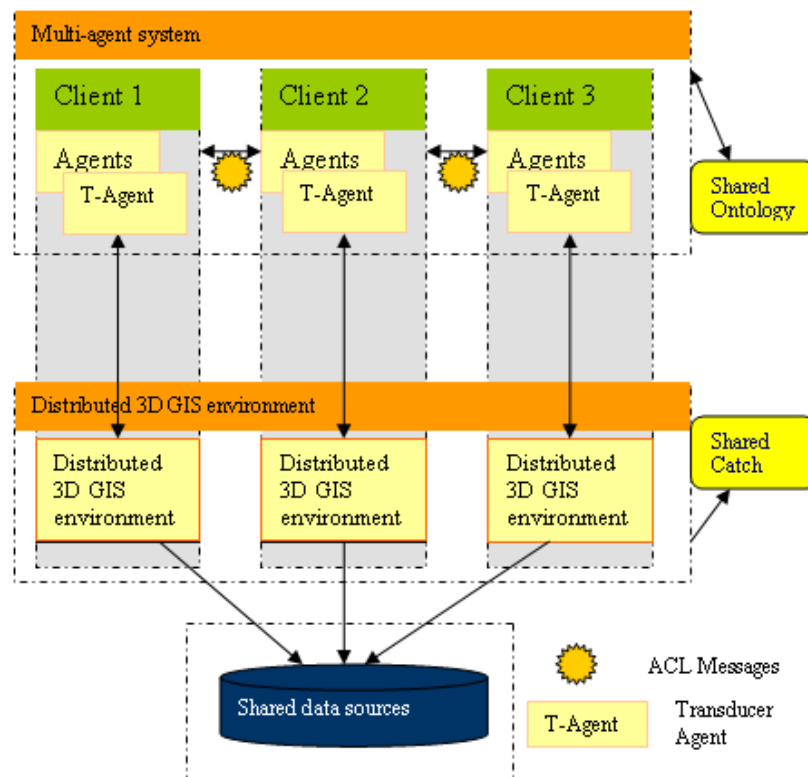 Multi-agent system
Client 1
Client 2
Client 3
Agents
Agents
Agents
T-Agent
T-Agent
T-Agent
Shared
Ontology
Distributed 3D GIS environment
Shared
Catch
Distributed
3D GIS
environment
Distributed
3D GIS
environment
Distributed
3D GIS
environment
Shared data sources
ACL Messages
T-Agent
Transducer
Agent